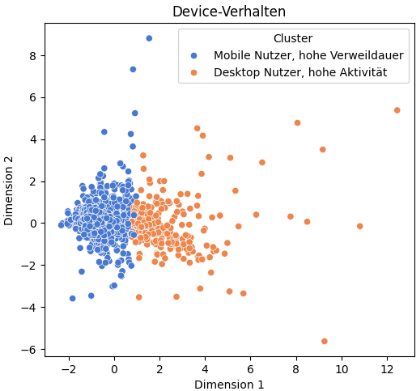 Device-Verhalten
Cluster
Mobile Nutzer, hohe Verweildauer
Desktop Nutzer, hohe Aktivität
Dimension 2
8
6
4
2
0
−2
−4
−6
−2 0 2 4 6 8 10 12
Dimension 1